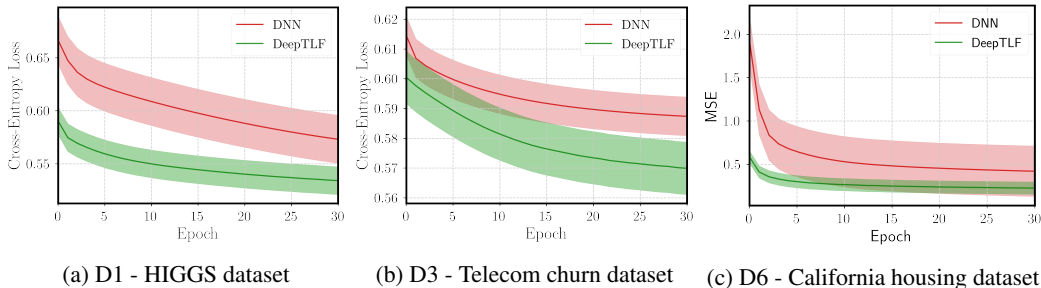 DNN
DeepTLF
Cross-Entropy Loss
0.65
0.60
0.55
0 5 10 15 20 25 30
Epoch
(a) D1 - HIGGS dataset
DNN
DeepTLF
Cross-Entropy Loss
0.62
0.61
0.60
0.59
0.58
0.57
0.56
0 5 10 15 20 25 30
Epoch
(b) D3 - Telecom churn dataset
DNN
DeepTLF
MSE
2.0
1.5
1.0
0.5
0 5 10 15 20 25 30
Epoch
(c) D6 - California housing dataset